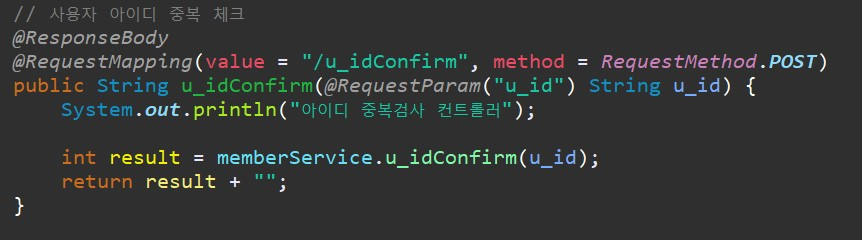 // 사용자 아이디 중복 체크
@ResponseBody
@RequestMapping(value = "/u_idConfirm", method = RequestMethod.POST)
public String u_idConfirm(@RequestParam("u_id") String u_id) {
    System.out.println("아이디 중복검사 컨트롤러");

    int result = memberService.u_idConfirm(u_id);
    return result + "";
}